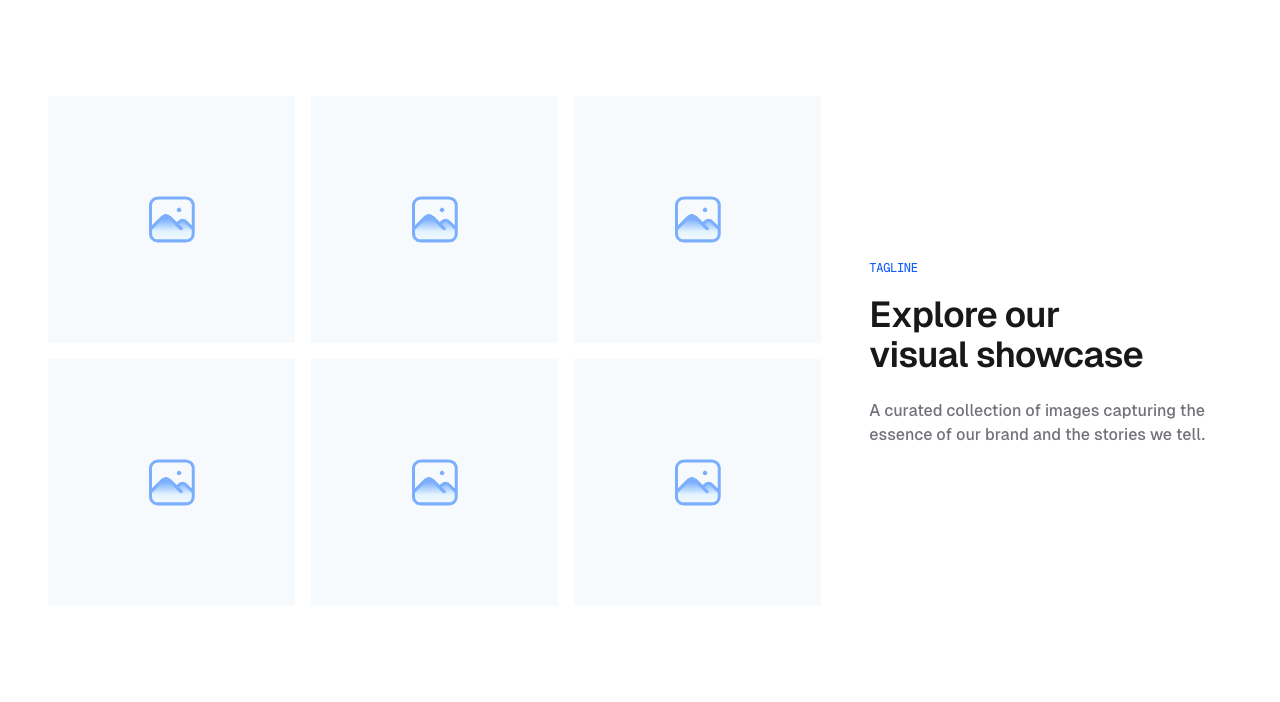 TAGLINE
Explore our
visual showcase
A curated collection of images capturing the
essence of our brand and the stories we tell.